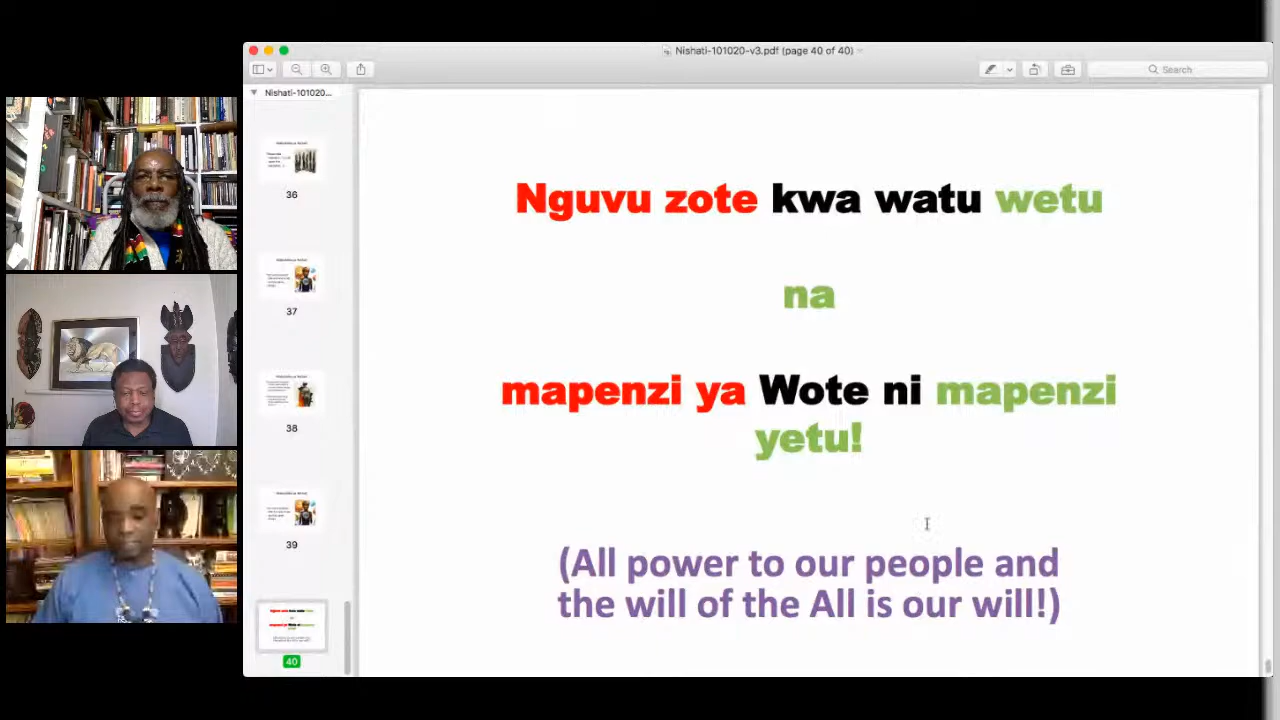 Nishati-101020-v3.pdf (page 40 of 40)
Search
Nishati-101020...
36
37
38
39
40
Nguvu zote kwa watu wetu
na
mapenzi ya Wote ni mapenzi
yetu!
(All power to our people and
the will of the All is our will!)